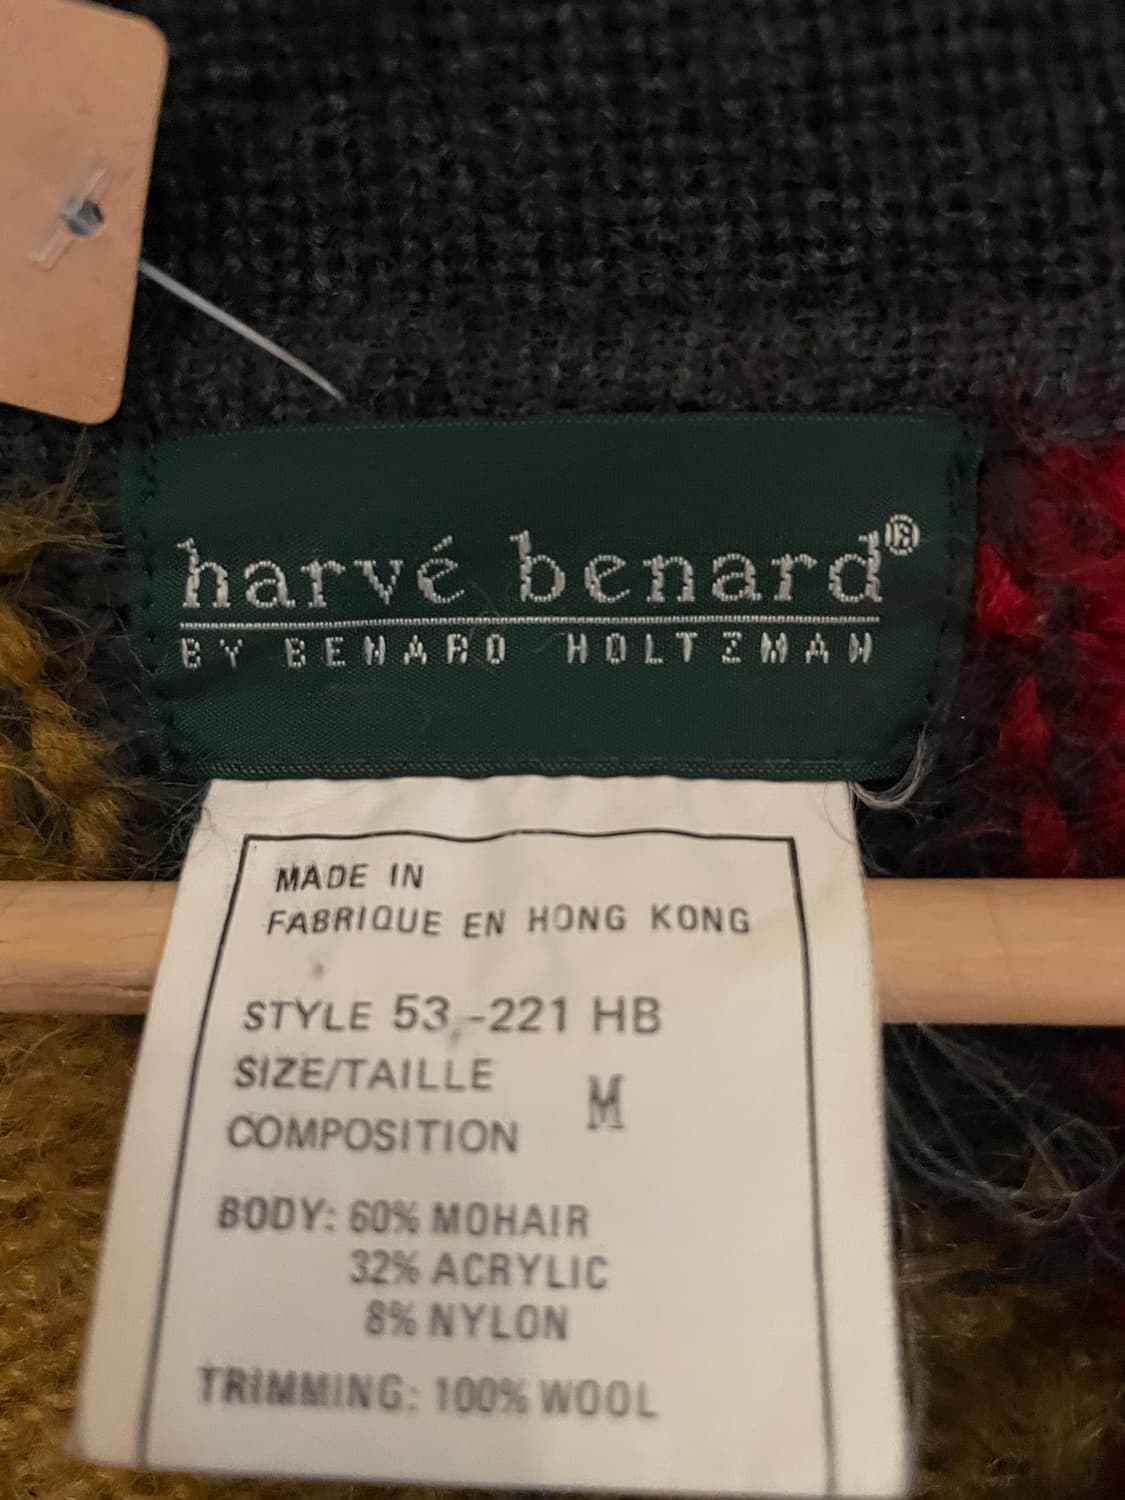 harvé benard®
BY BENARD HOLTZMAN
MADE IN
FABRIQUE EN HONG KONG
STYLE 53-221 HB
SIZE/TAILLE M
COMPOSITION
BODY: 60% MOHAIR
32% ACRYLIC
8% NYLON
TRIMMING: 100% WOOL